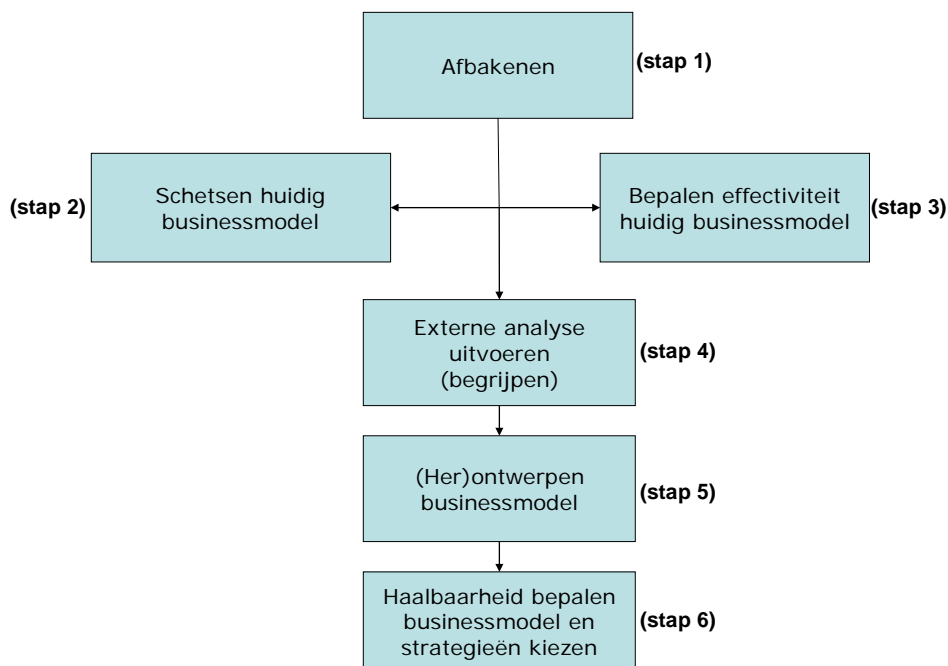 Afbakenen
(stap 1)
(stap 2)
Schetsen huidig
businessmodel
Bepalen effectiviteit
huidig businessmodel
(stap 3)
Externe analyse
uitvoeren
(begrijpen)
(stap 4)
(Her)ontwerpen
businessmodel
(stap 5)
Haalbaarheid bepalen
businessmodel en
strategieën kiezen
(stap 6)